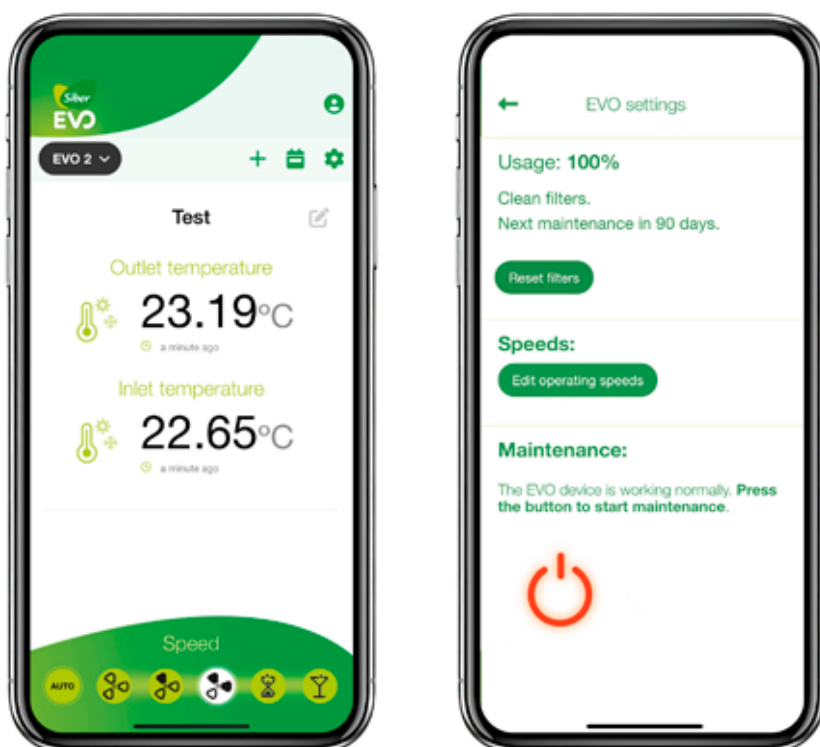 Siber
EVO
EVO 2
Test
Outlet temperature
23.19°C
a minute ago
Inlet temperature
22.65°C
a minute ago
Speed
AUTO
EVO settings
Usage: 100%
Clean filters.
Next maintenance in 90 days.
Reset filters
Speeds:
Edit operating speeds
Maintenance:
The EVO device is working normally. Press
the button to start maintenance.